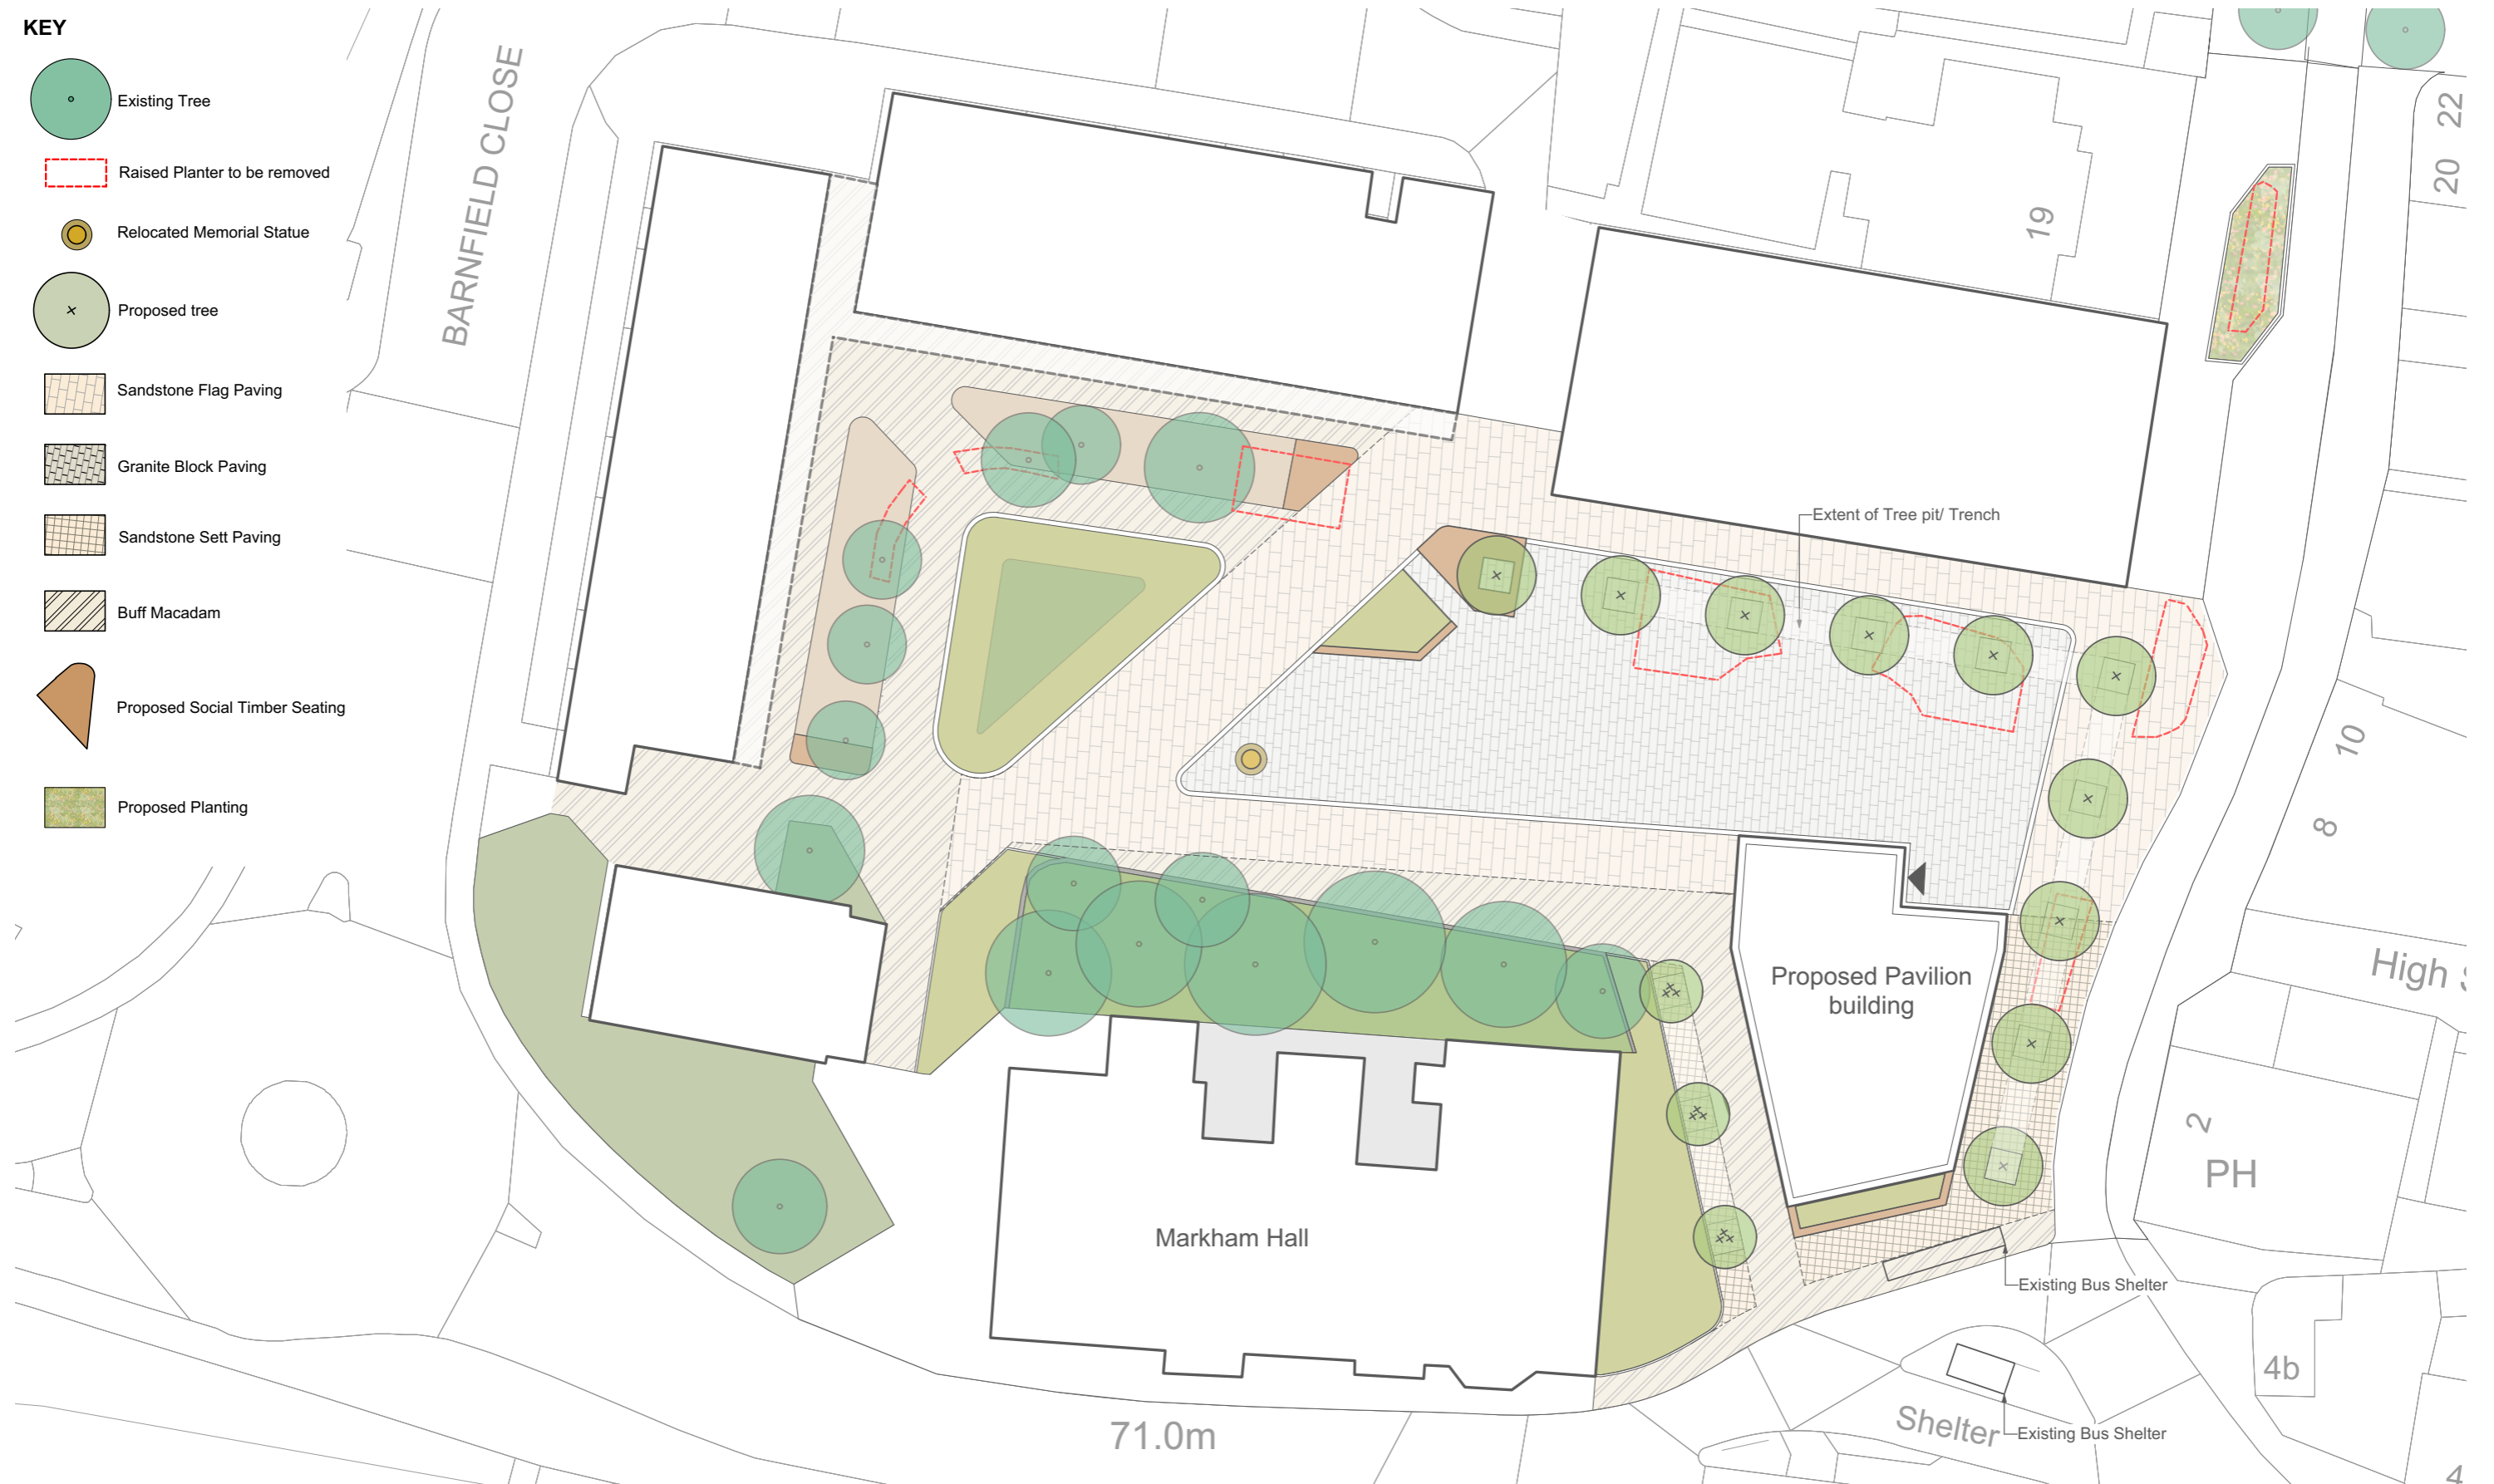 KEY
Existing Tree
Raised Planter to be removed
Relocated Memorial Statue
Proposed tree
Sandstone Flag Paving
Granite Block Paving
Sandstone Sett Paving
Buff Macadam
Proposed Social Timber Seating
Proposed Planting
BARNFIELD CLOSE
22
20
19
Extent of Tree pit/ Trench
10
8
High S
Proposed Pavilion
building
2
PH
Markham Hall
Existing Bus Shelter
4b
Shelter
Existing Bus Shelter
71.0m
4